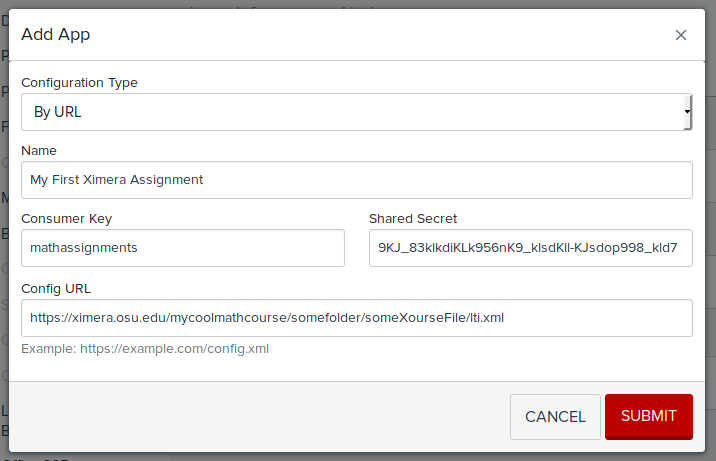 Add App
×
Configuration Type
By URL
Name
My First Ximera Assignment
Consumer Key
Shared Secret
mathassignments
9KJ_83klkdiKLk956nK9_klsdKll-KJsdop998_kld7
Config URL
https://ximera.osu.edu/mycoolmathcourse/somefolder/someXourseFile/lti.xml
Example: https://example.com/config.xml
CANCEL
SUBMIT